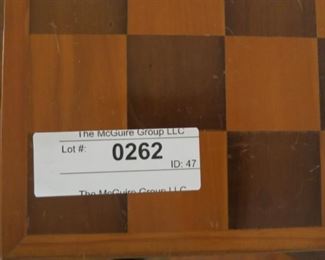 The McGuire Group LLC
Lot #: 0262
ID: 47
The McGuire Group LLC